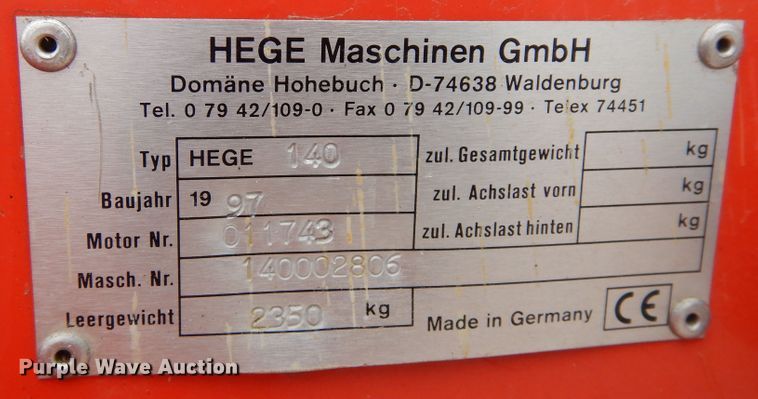 HEGE Maschinen GmbH
Domäne Hohebuch · D-74638 Waldenburg
Tel. 0 79 42/109-0 · Fax 0 79 42/109-99 · Telex 74451
Typ HEGE 140 zul. Gesamtgewicht kg
Baujahr 19 97 zul. Achslast vorn kg
Motor Nr. 011743 zul. Achslast hinten kg
Masch. Nr. 140002806
Leergewicht 2350 kg Made in Germany CE
Purple Wave Auction